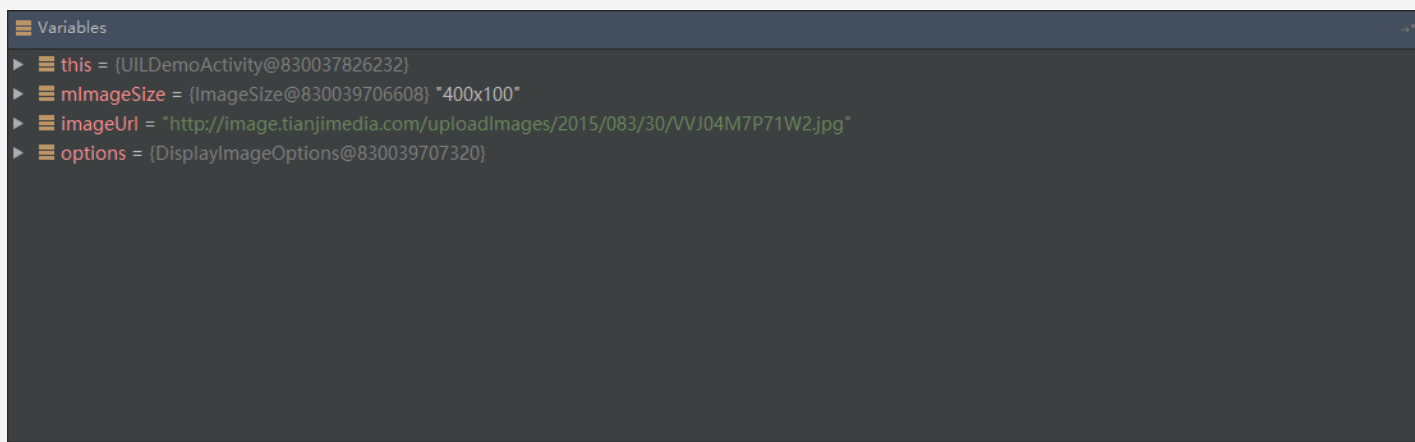 Variables
this = {UILDemoActivity@830037826232}
mImageSize = {ImageSize@830039706608} "400x100"
imageUrl = "http://image.tianjimedia.com/uploadImages/2015/083/30/VVJ04M7P71W2.jpg"
options = {DisplayImageOptions@830039707320}